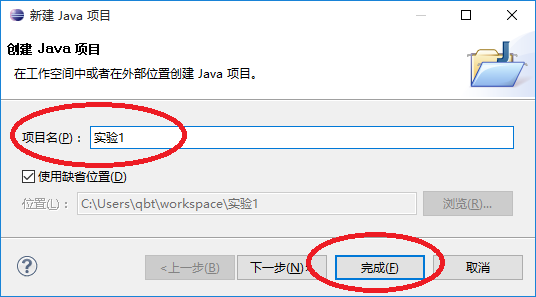 新建 Java 项目
创建 Java 项目
在工作空间中或者在外部位置创建 Java 项目。
项目名(P)： 实验1
使用缺省位置(D)
位置(L)： C:\Users\qbt\workspace\实验1 浏览(R)...
? <上一步(B) 下一步(N)> 完成(F) 取消